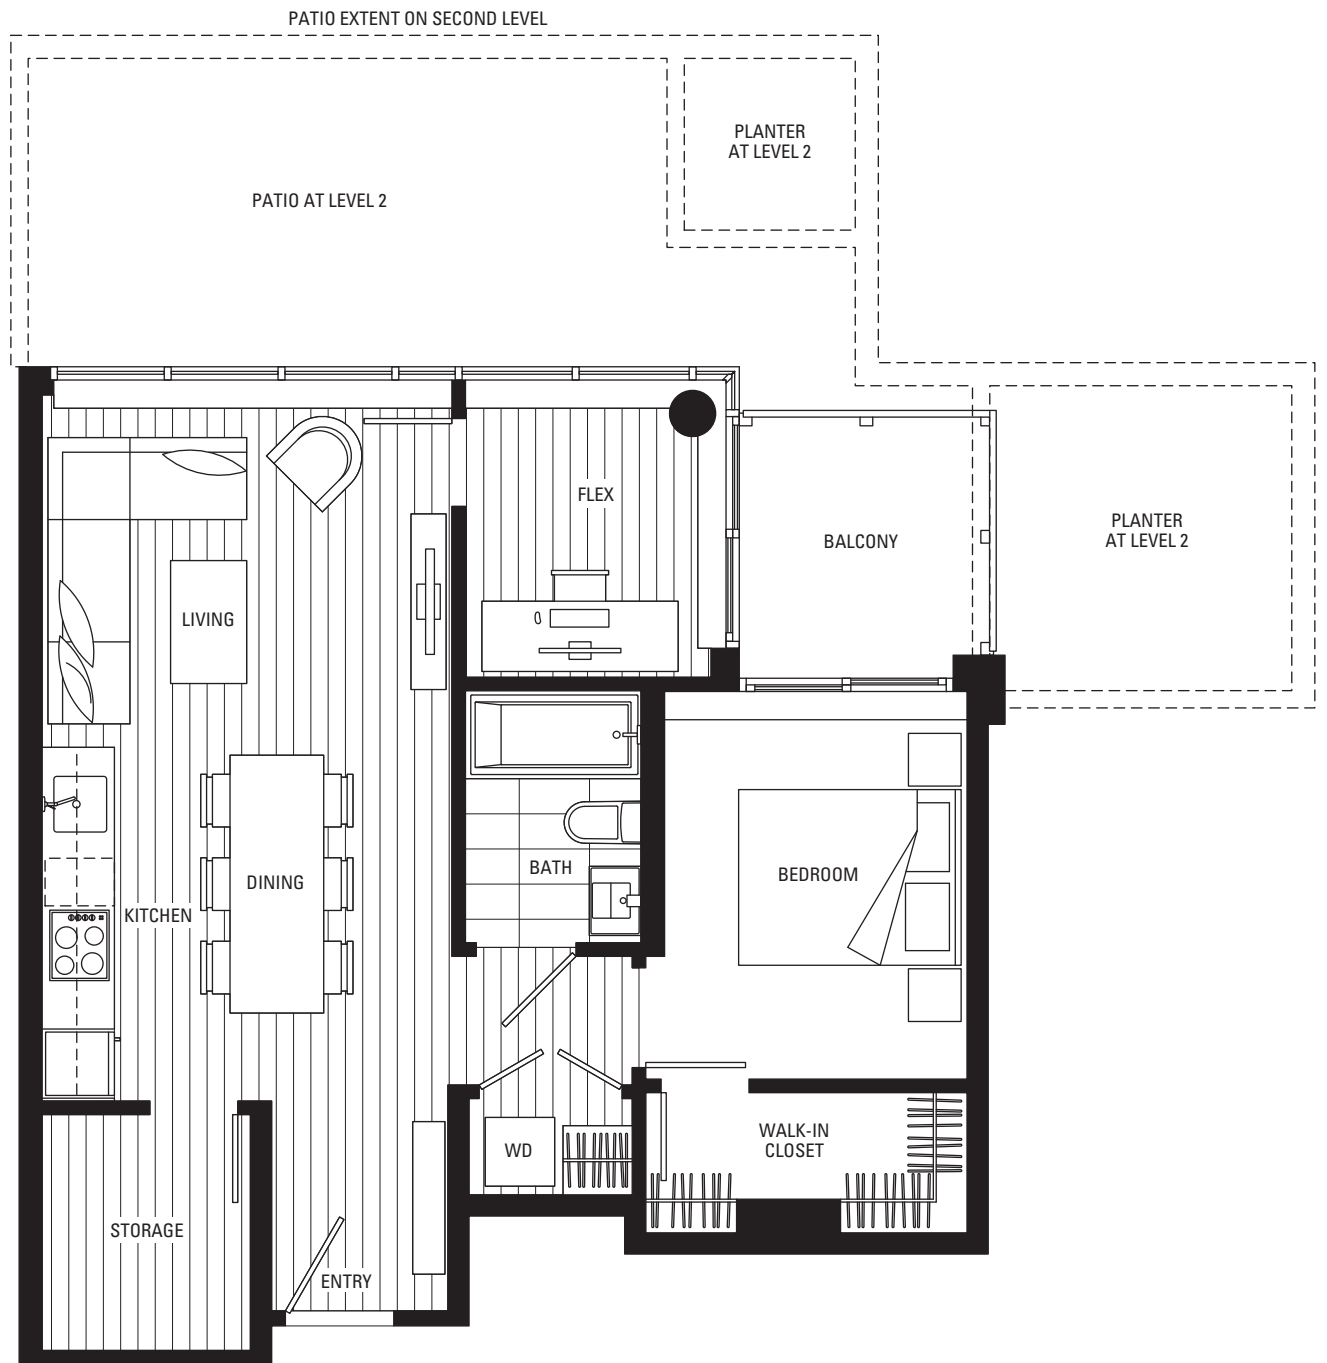 PATIO EXTENT ON SECOND LEVEL
PLANTER
AT LEVEL 2
PATIO AT LEVEL 2
FLEX
BALCONY
PLANTER
AT LEVEL 2
LIVING
BATH
BEDROOM
DINING
KITCHEN
WD
WALK-IN
CLOSET
STORAGE
ENTRY